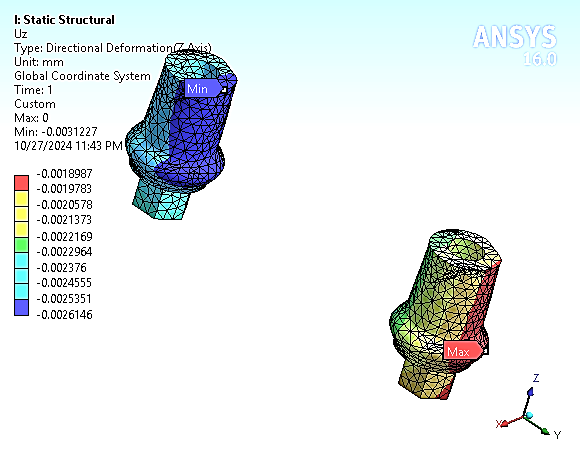 I: Static Structural
Uz
Type: Directional Deformation(Z Axis)
Unit: mm
Global Coordinate System
Time: 1
Custom
Max: 0
Min: -0.0031227
10/27/2024 11:43 PM
ANSYS
16.0
Min
-0.0018987
-0.0019783
-0.0020578
-0.0021373
-0.0022169
-0.0022964
-0.002376
-0.0024555
-0.0025351
-0.0026146
Max
Z
X
Y